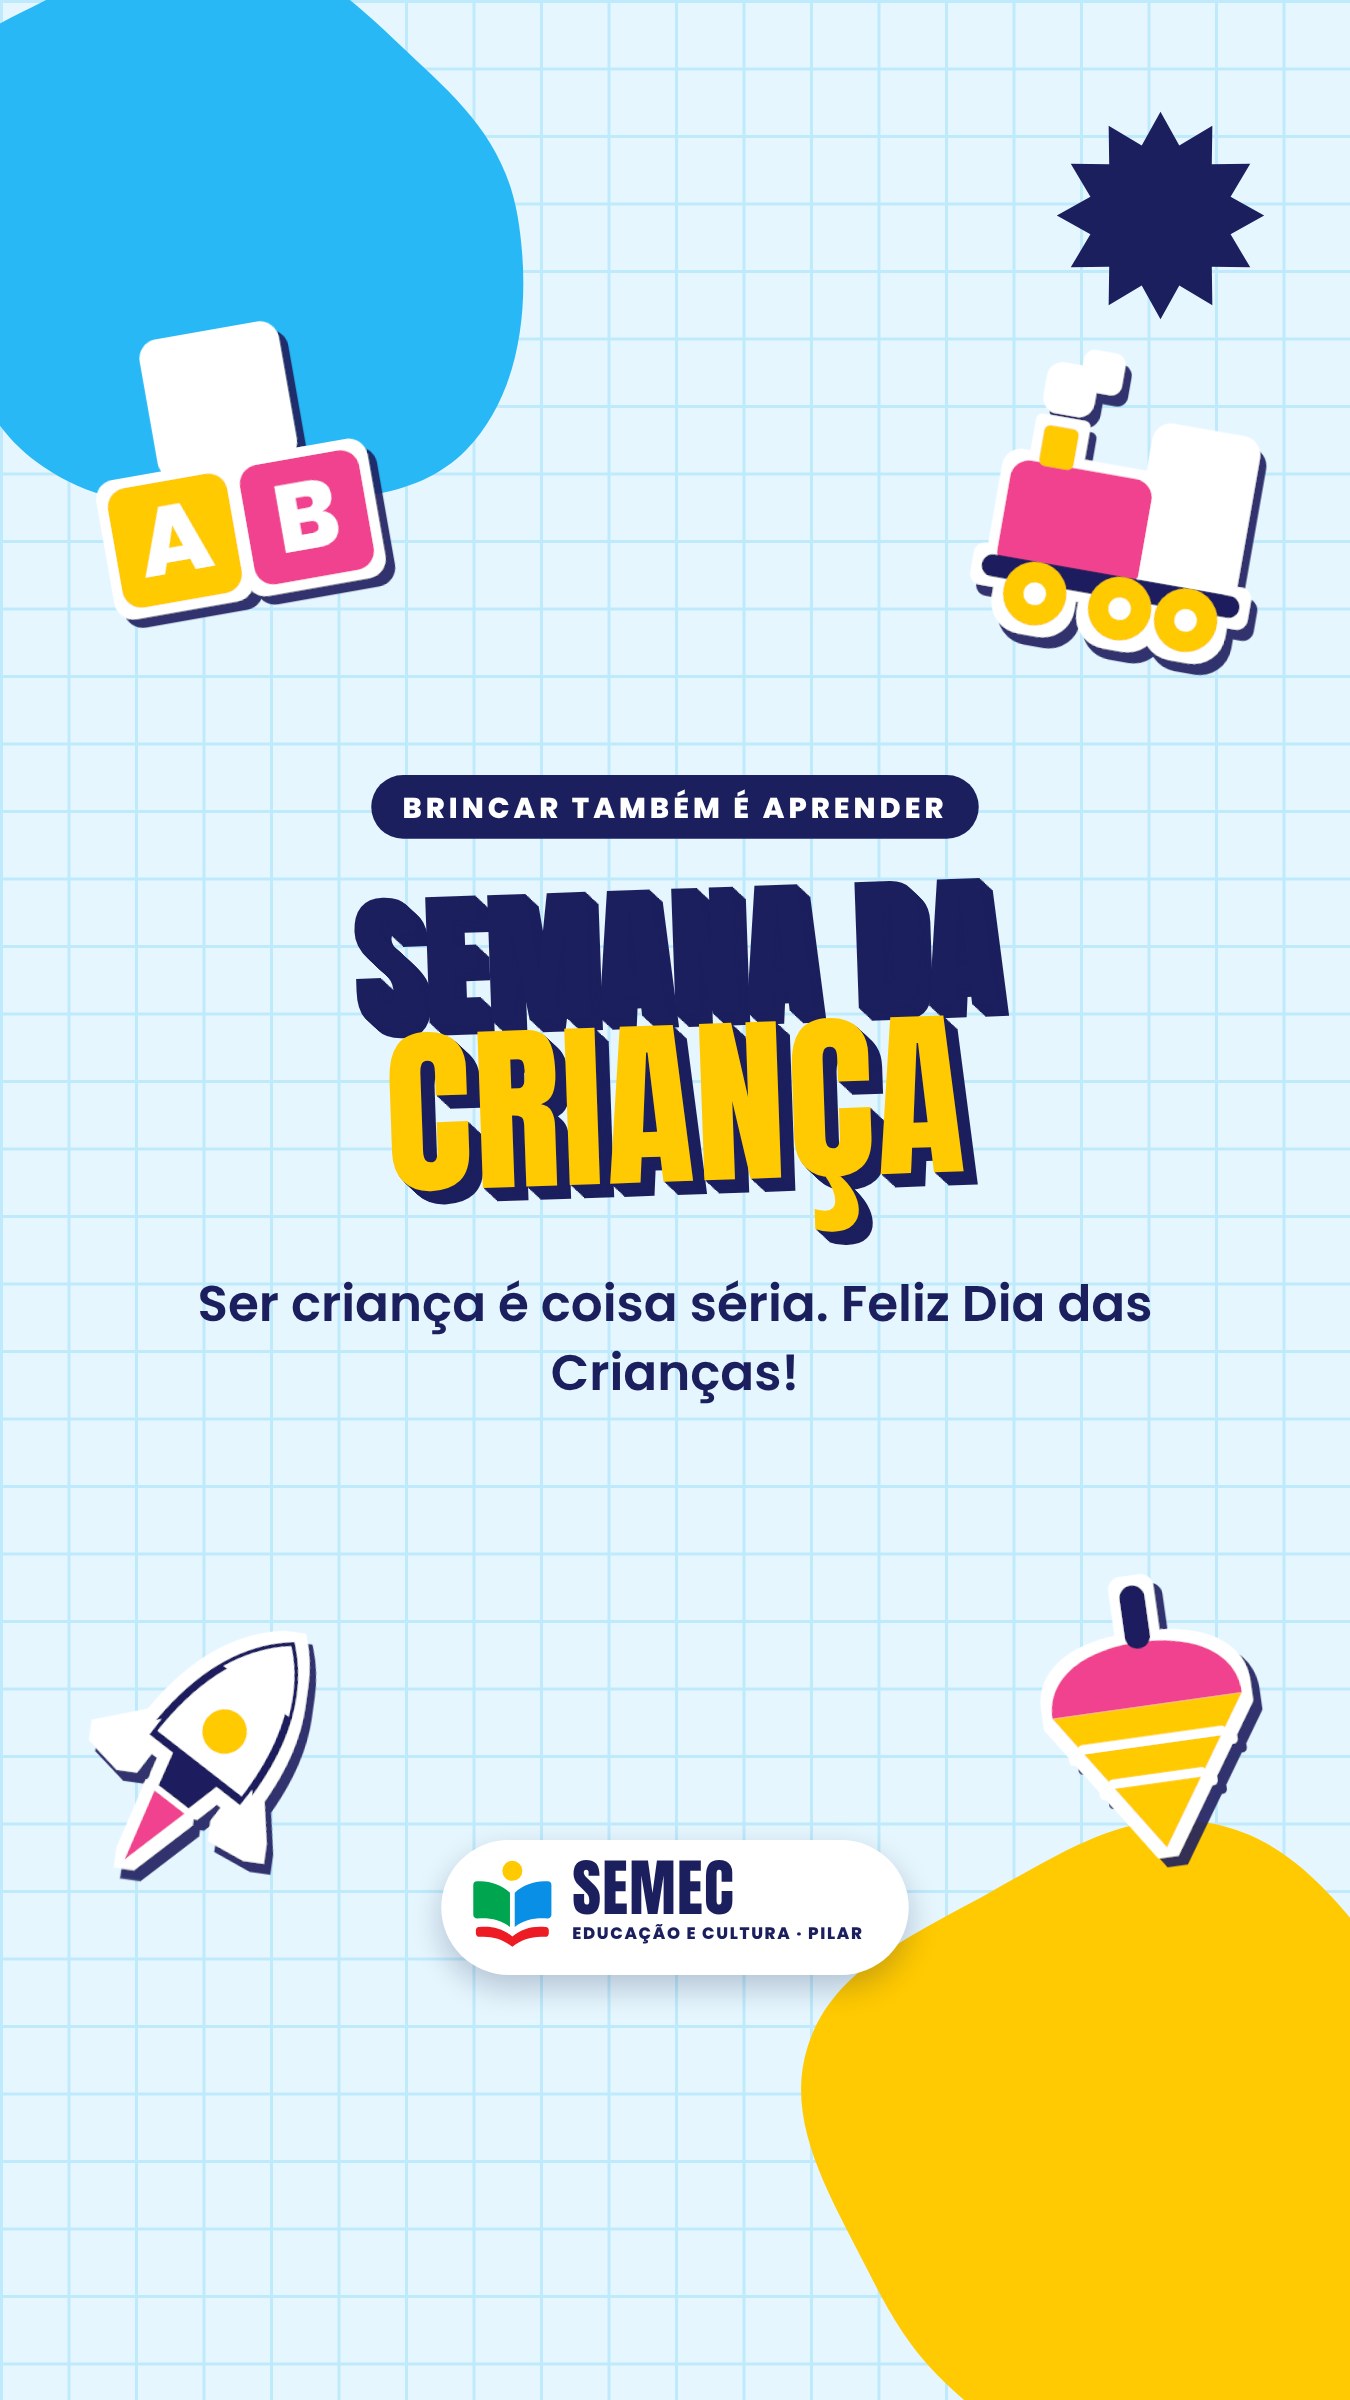 A B
BRINCAR TAMBÉM É APRENDER
SEMANA DA
CRIANÇA
Ser criança é coisa séria. Feliz Dia das
Crianças!
SEMEC
EDUCAÇÃO E CULTURA · PILAR